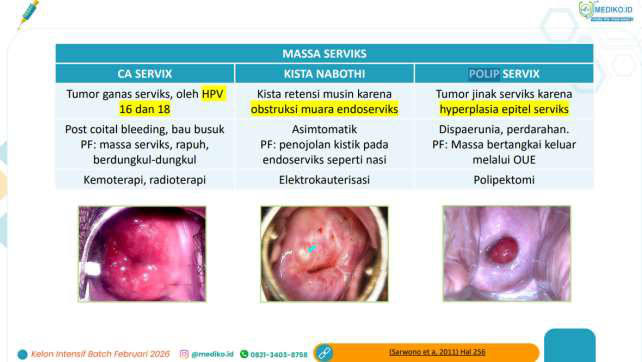 MEDIKO.ID
MASSA SERVIKS
CA SERVIX
KISTA NABOTHI
POLIP SERVIX
Tumor ganas serviks, oleh HPV
16 dan 18
Kista retensi musin karena
obstruksi muara endoserviks
Tumor jinak serviks karena
hyperplasia epitel serviks
Post coital bleeding, bau busuk
PF: massa serviks, rapuh,
berdungkul-dungkul
Asimtomatik
PF: penojolan kistik pada
endoserviks seperti nasi
Dispaerunia, perdarahan.
PF: Massa bertangkai keluar
melalui OUE
Kemoterapi, radioterapi
Elektrokauterisasi
Polipektomi
Kelon Intensif Batch Februari 2026
@mediko.id
0821-3403-8758
(Sarwono et a, 2011) Hal 256